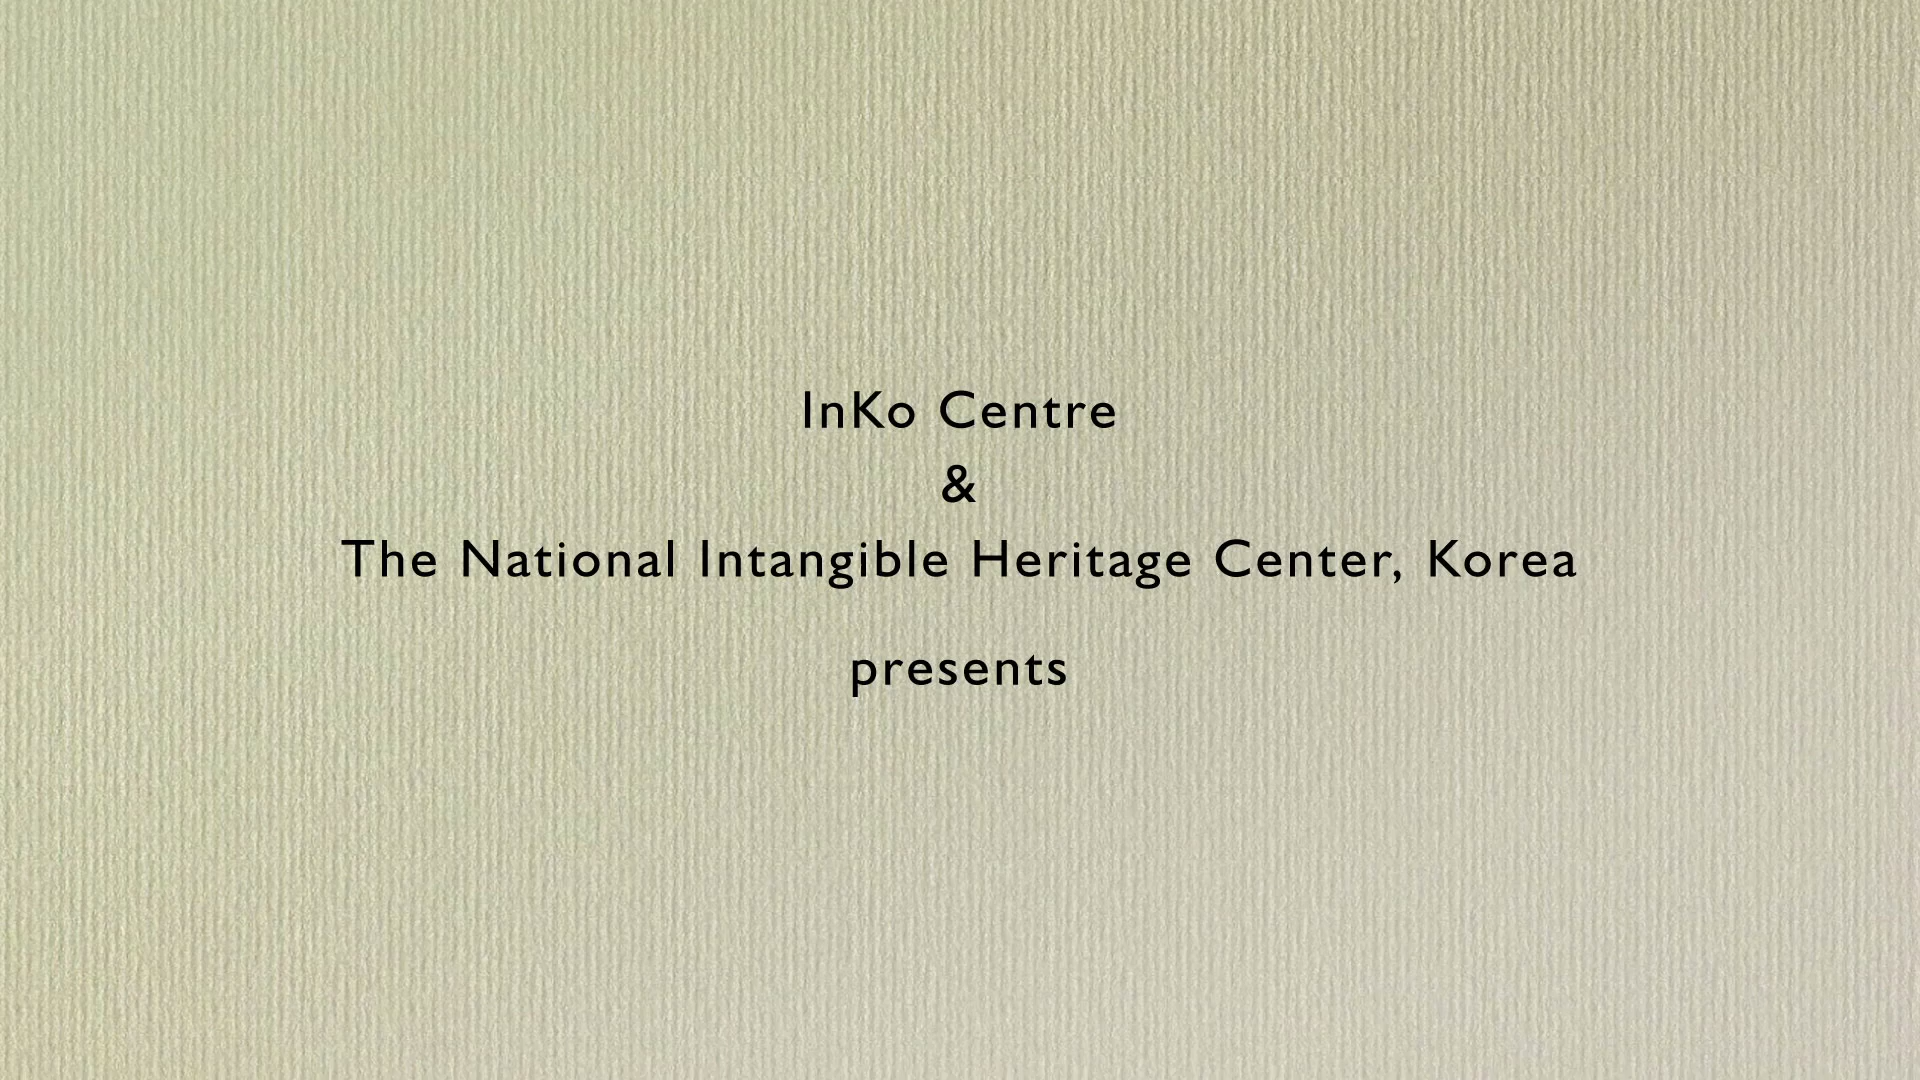 InKo Centre
&
The National Intangible Heritage Center, Korea
presents